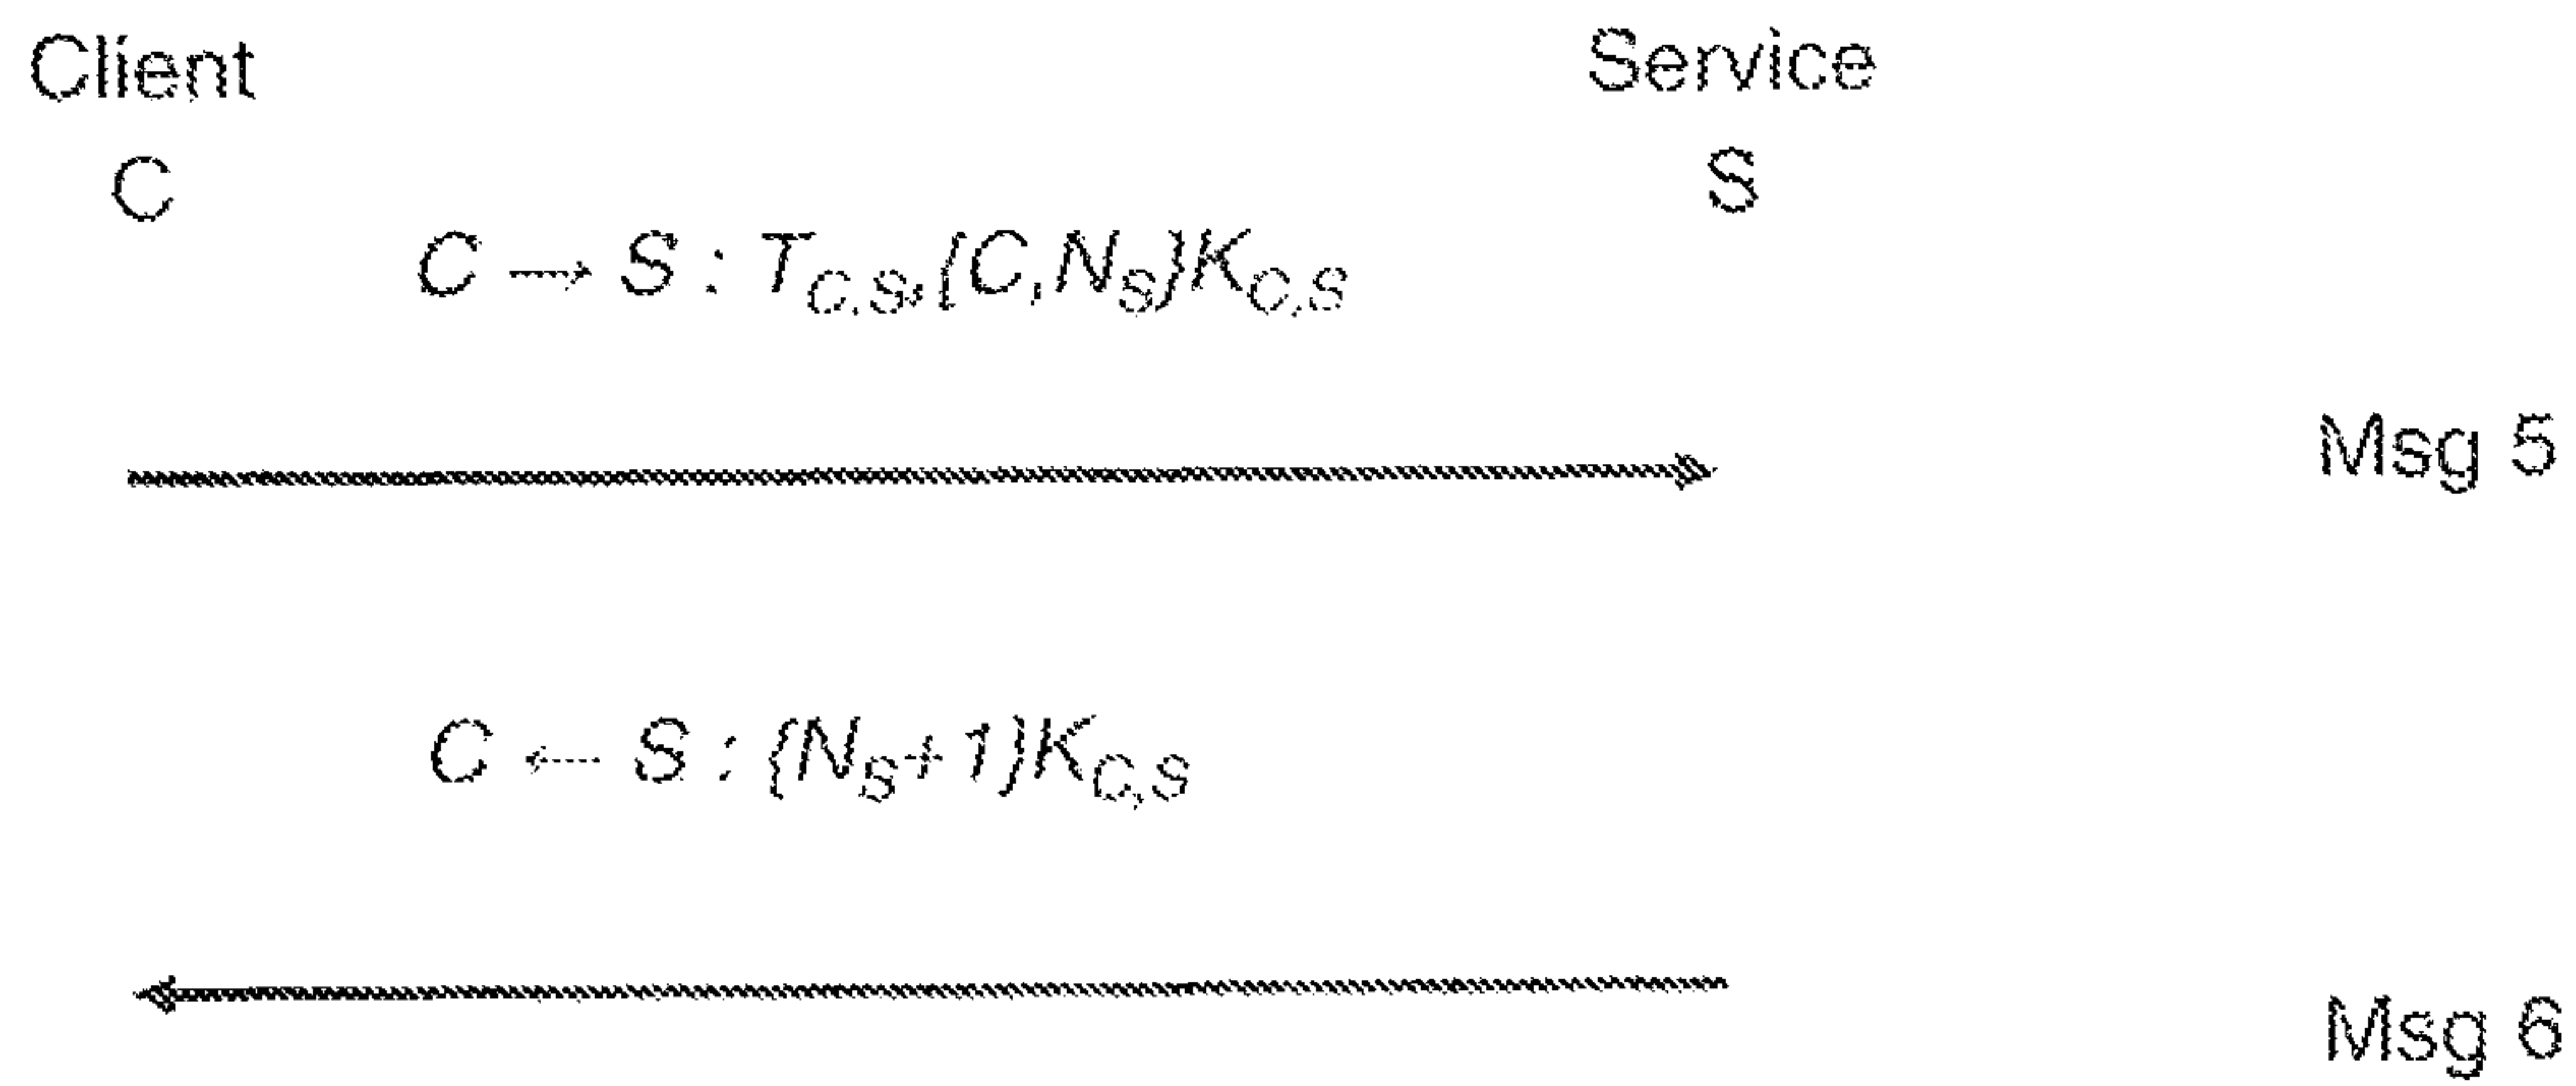 Client Service
C S
C → S : T_{C,S},{C,N_S}K_{C,S}
Msg 5
C ← S : {N_S+1}K_{C,S}
Msg 6